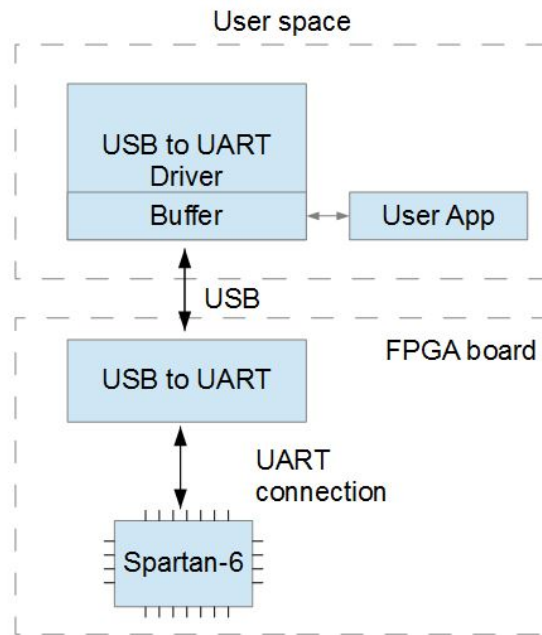 User space
USB to UART
Driver
Buffer
User App
USB
FPGA board
USB to UART
UART
connection
Spartan-6